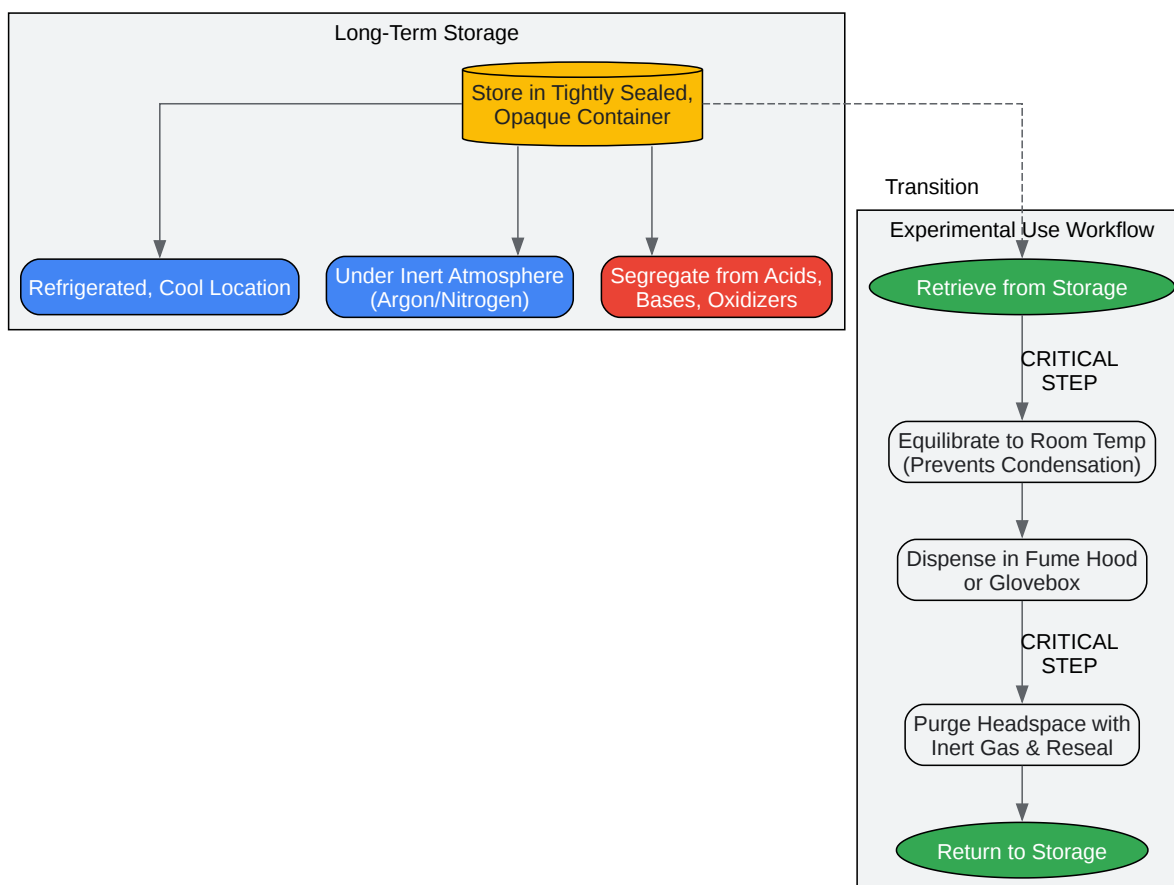 Long-Term Storage
Store in Tightly Sealed,
Opaque Container
Refrigerated, Cool Location
Under Inert Atmosphere
(Argon/Nitrogen)
Segregate from Acids,
Bases, Oxidizers
Transition
Experimental Use Workflow
Retrieve from Storage
CRITICAL
STEP
Equilibrate to Room Temp
(Prevents Condensation)
Dispense in Fume Hood
or Glovebox
CRITICAL
STEP
Purge Headspace with
Inert Gas & Reseal
Return to Storage